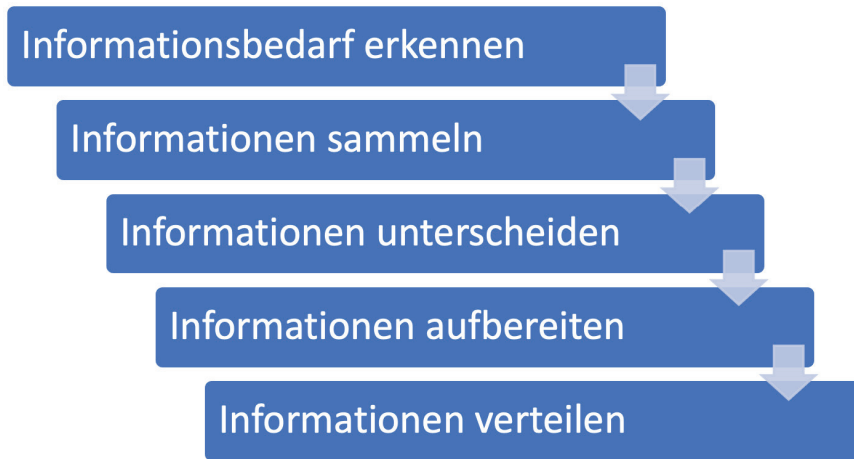 Informationsbedarf erkennen
Informationen sammeln
Informationen unterscheiden
Informationen aufbereiten
Informationen verteilen